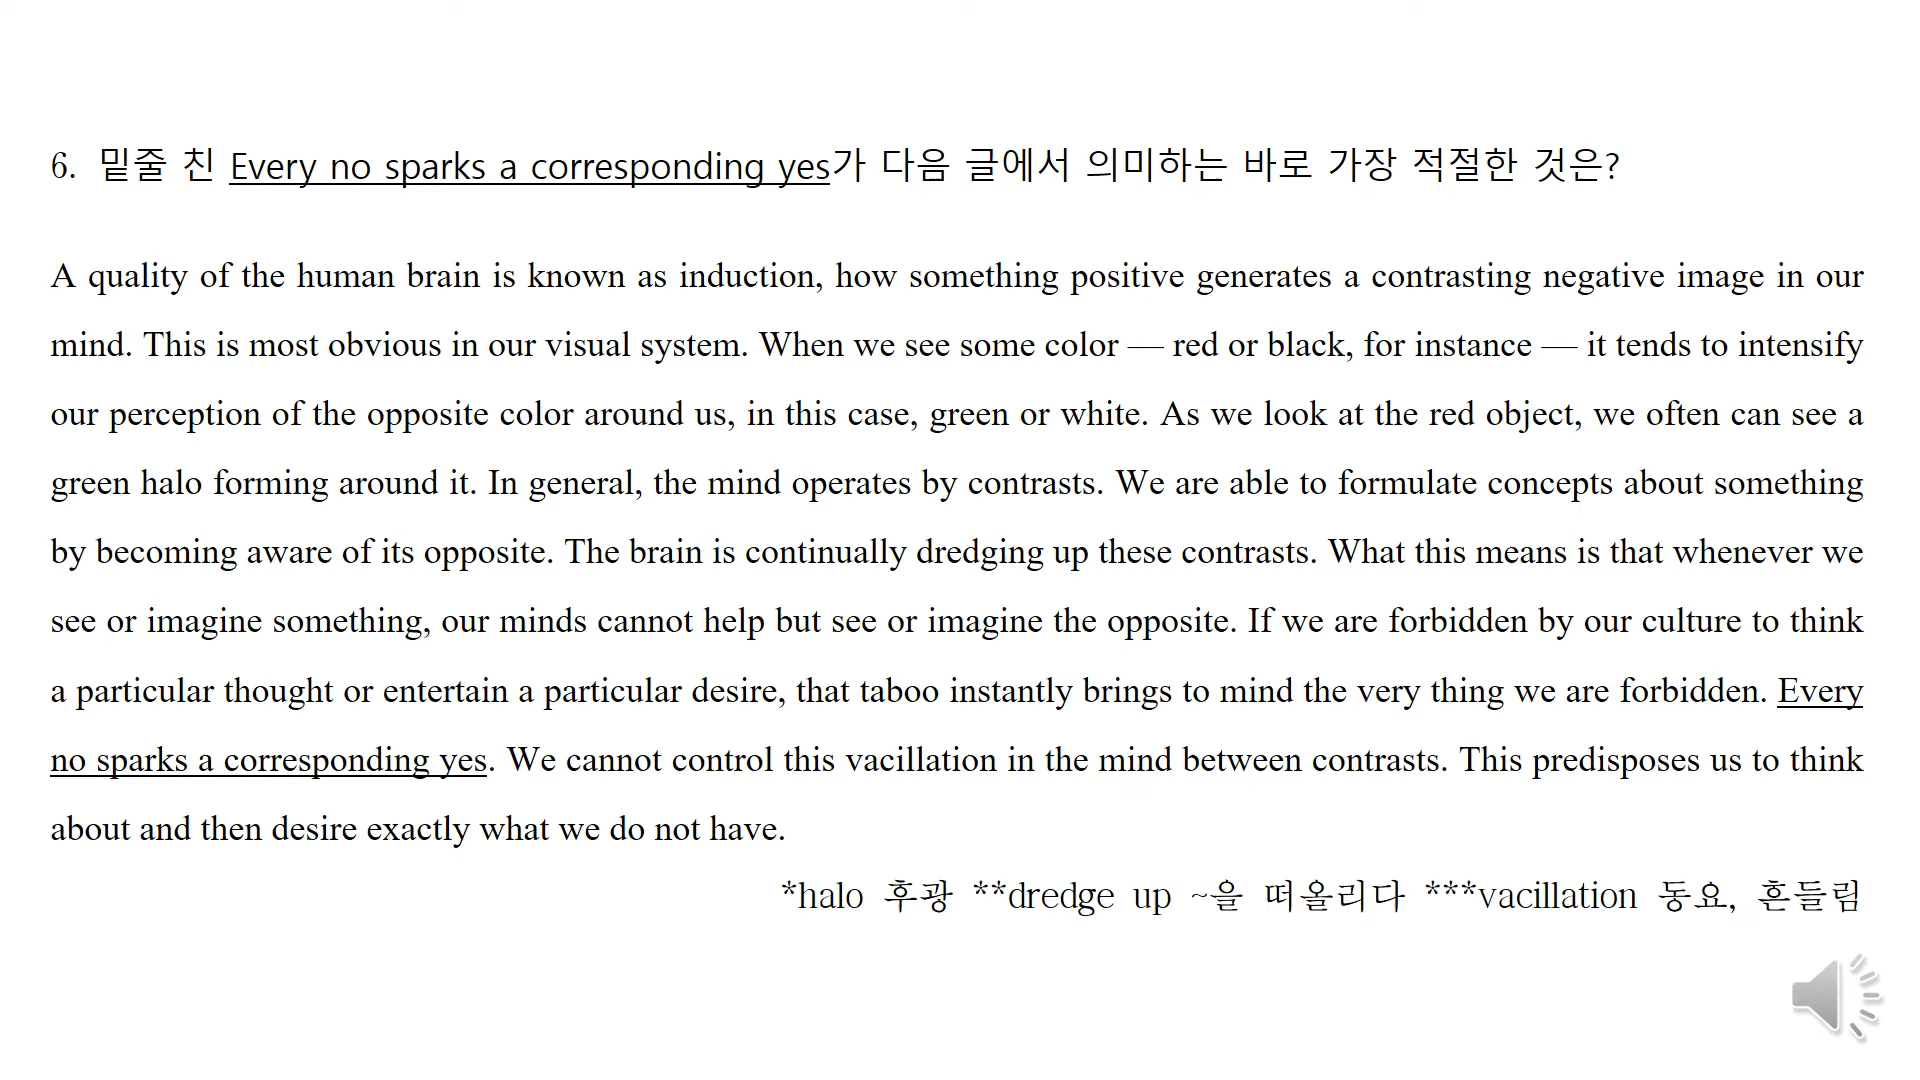 6. 밑줄 친 Every no sparks a corresponding yes가 다음 글에서 의미하는 바로 가장 적절한 것은?
A quality of the human brain is known as induction, how something positive generates a contrasting negative image in our
mind. This is most obvious in our visual system. When we see some color — red or black, for instance — it tends to intensify
our perception of the opposite color around us, in this case, green or white. As we look at the red object, we often can see a
green halo forming around it. In general, the mind operates by contrasts. We are able to formulate concepts about something
by becoming aware of its opposite. The brain is continually dredging up these contrasts. What this means is that whenever we
see or imagine something, our minds cannot help but see or imagine the opposite. If we are forbidden by our culture to think
a particular thought or entertain a particular desire, that taboo instantly brings to mind the very thing we are forbidden. Every
no sparks a corresponding yes. We cannot control this vacillation in the mind between contrasts. This predisposes us to think
about and then desire exactly what we do not have.
*halo 후광 **dredge up ~을 떠올리다 ***vacillation 동요, 흔들림